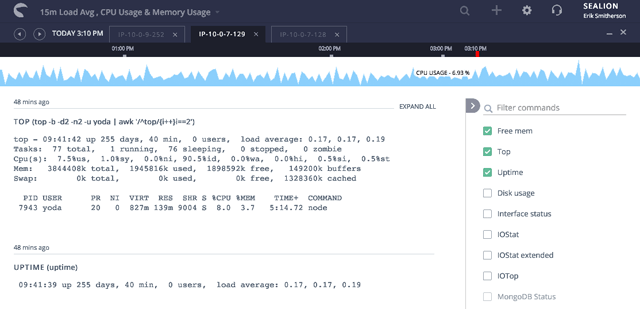 15m Load Avg , CPU Usage & Memory Usage
SEALION
Erik Smitherson
TODAY 3:10 PM
IP-10-0-9-252
IP-10-0-7-129
IP-10-0-7-128
01:00 PM
02:00 PM
03:00 PM
03:10 PM
CPU USAGE - 6.93 %
48 mins ago
EXPAND ALL
TOP (top -b -d2 -n2 -u yoda | awk '/^top/{i++}i==2')
top - 09:41:42 up 255 days, 40 min, 0 users, load average: 0.17, 0.17, 0.19
Tasks: 77 total, 1 running, 76 sleeping, 0 stopped, 0 zombie
Cpu(s): 7.5%us, 1.0%sy, 0.0%ni, 90.5%id, 0.0%wa, 0.0%hi, 0.5%si, 0.5%st
Mem: 3844408k total, 1945816k used, 1898592k free, 149200k buffers
Swap: 0k total, 0k used, 0k free, 1328360k cached
PID USER PR NI VIRT RES SHR S %CPU %MEM TIME+ COMMAND
7943 yoda 20 0 827m 139m 9004 S 8.0 3.7 5:14.72 node
48 mins ago
UPTIME (uptime)
09:41:39 up 255 days, 40 min, 0 users, load average: 0.17, 0.17, 0.19
Filter commands
Free mem
Top
Uptime
Disk usage
Interface status
IOStat
IOStat extended
IOTop
MongoDB Status